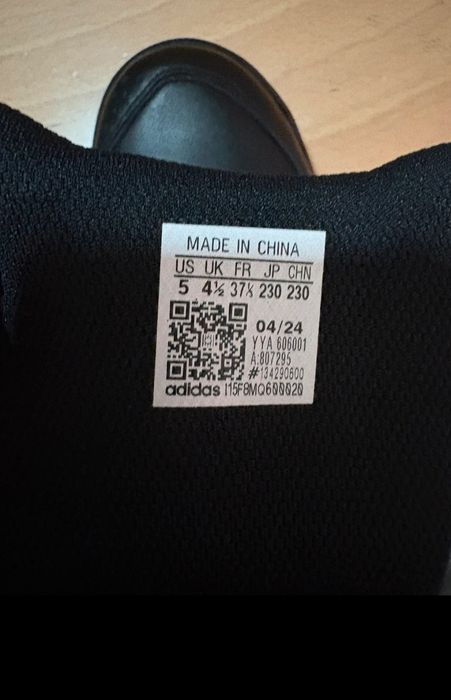 MADE IN CHINA
US UK FR JP CHN
5 4½ 37⅓ 230 230
04/24
YYA 606001
A:807295
#134290600
adidas I15F8MQ600020